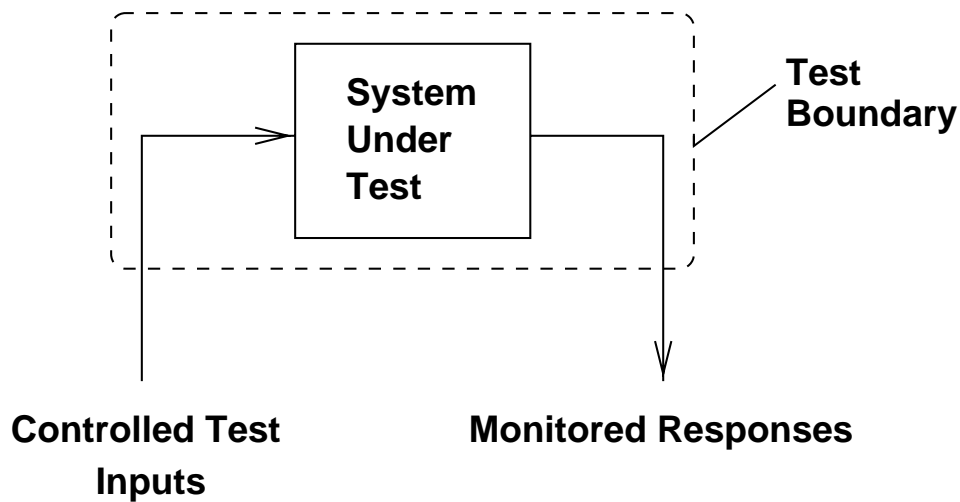 System
Under
Test
Test
Boundary
Controlled Test
Inputs
Monitored Responses